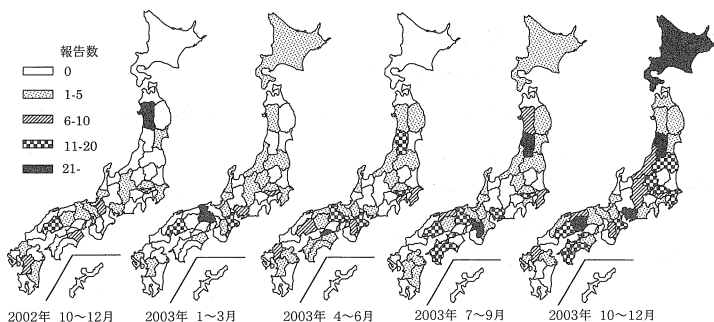 報告数
0
1-5
6-10
11-20
21-
2002年 10～12月
2003年 1～3月
2003年 4～6月
2003年 7～9月
2003年 10～12月